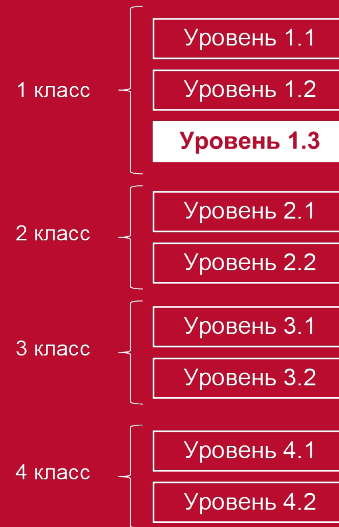 1 класс
Уровень 1.1
Уровень 1.2
Уровень 1.3
2 класс
Уровень 2.1
Уровень 2.2
3 класс
Уровень 3.1
Уровень 3.2
4 класс
Уровень 4.1
Уровень 4.2